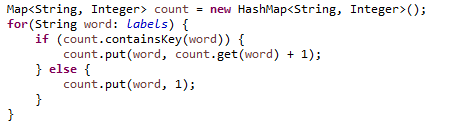 Map<String, Integer> count = new HashMap<String, Integer>();
for(String word: labels) {
    if (count.containsKey(word)) {
        count.put(word, count.get(word) + 1);
    } else {
        count.put(word, 1);
    }
}